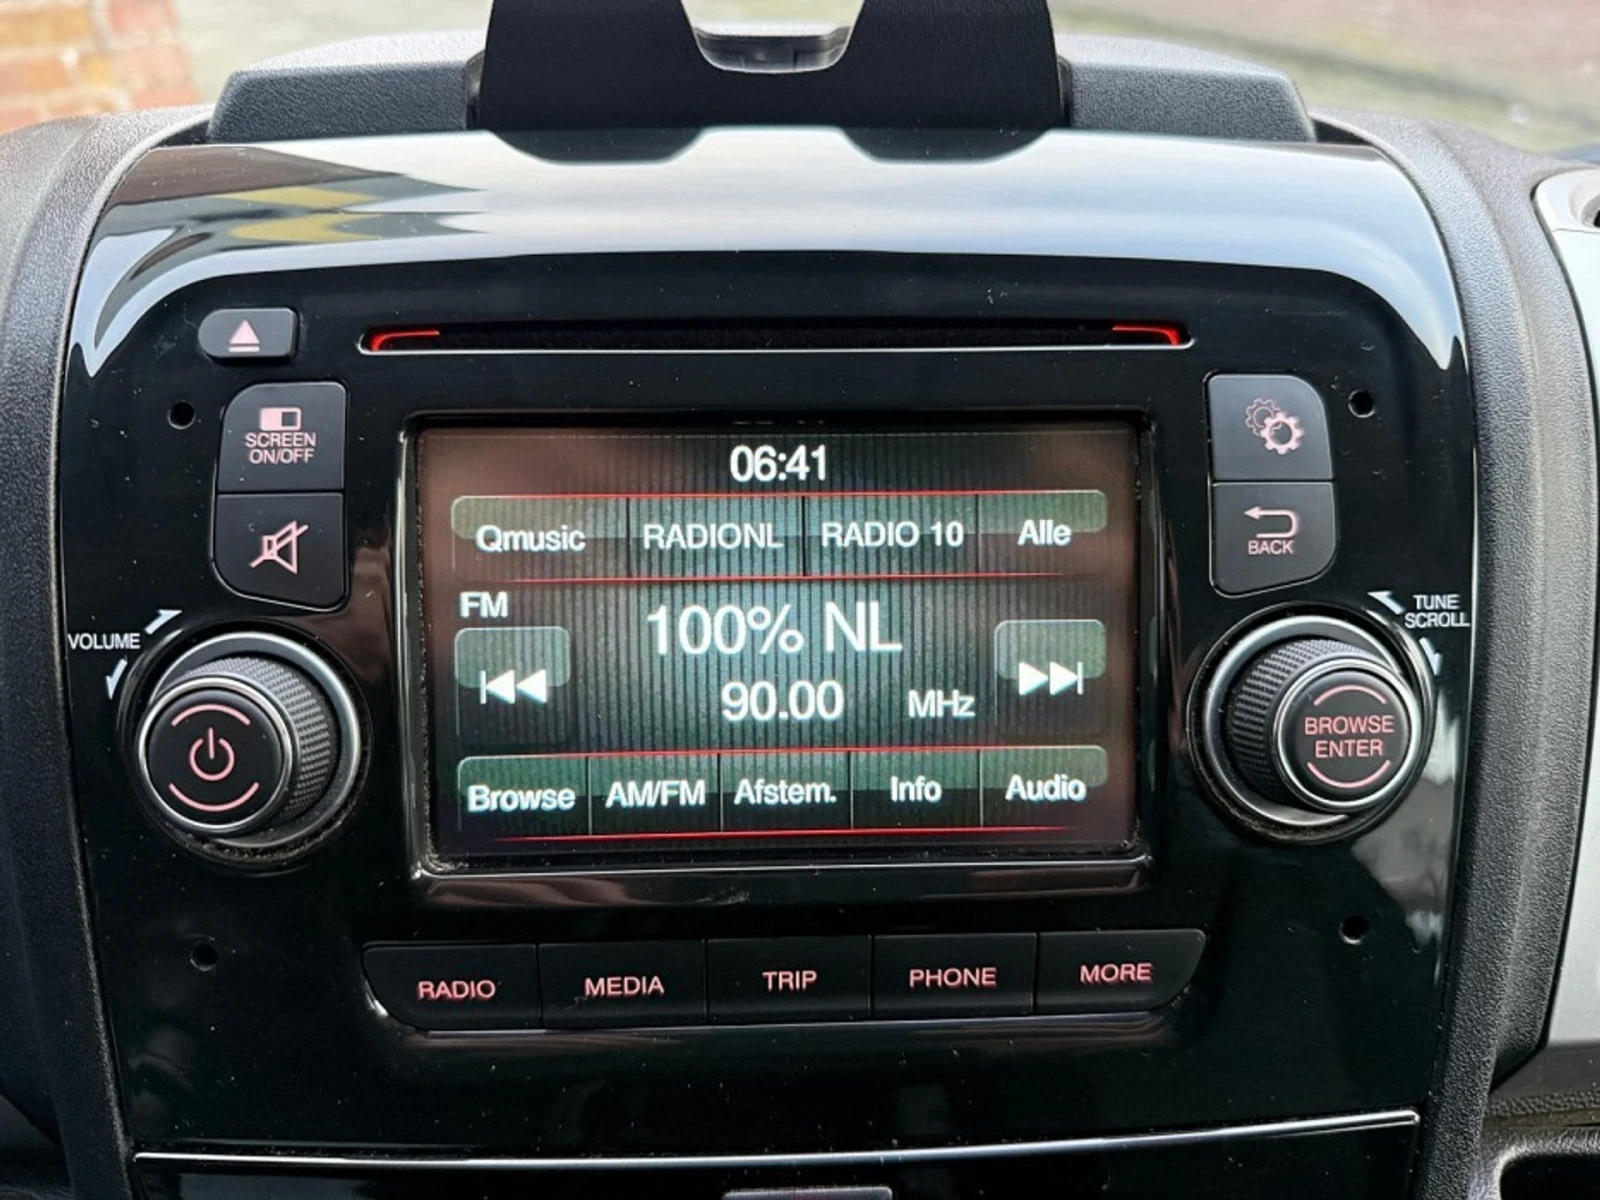 SCREEN
ON/OFF
06:41
Qmusic RADIONL RADIO 10 Alle
BACK
FM
100% NL
90.00 MHz
VOLUME
TUNE
SCROLL
BROWSE
ENTER
Browse AM/FM Afstem. Info Audio
RADIO MEDIA TRIP PHONE MORE